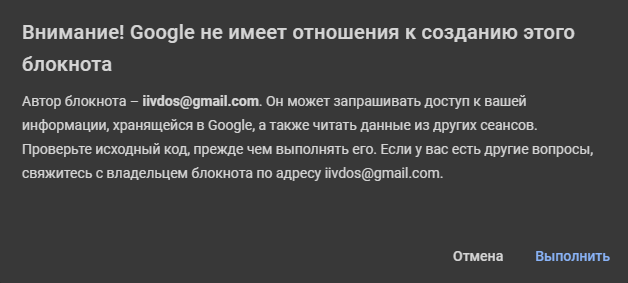 Внимание! Google не имеет отношения к созданию этого
блокнота
Автор блокнота – iivdos@gmail.com. Он может запрашивать доступ к вашей
информации, хранящейся в Google, а также читать данные из других сеансов.
Проверьте исходный код, прежде чем выполнять его. Если у вас есть другие вопросы,
свяжитесь с владельцем блокнота по адресу iivdos@gmail.com.
Отмена Выполнить